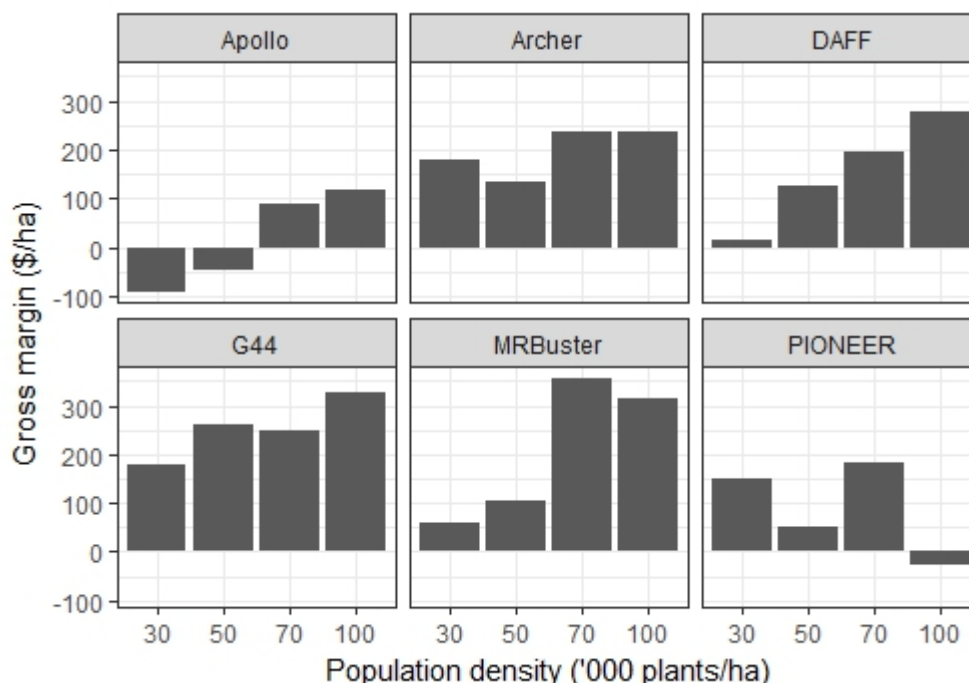 Apollo Archer DAFF
300
200
100
0
-100
G44 MRBuster PIONEER
300
200
100
0
-100
Gross margin ($/ha)
30 50 70 100 30 50 70 100 30 50 70 100
Population density ('000 plants/ha)